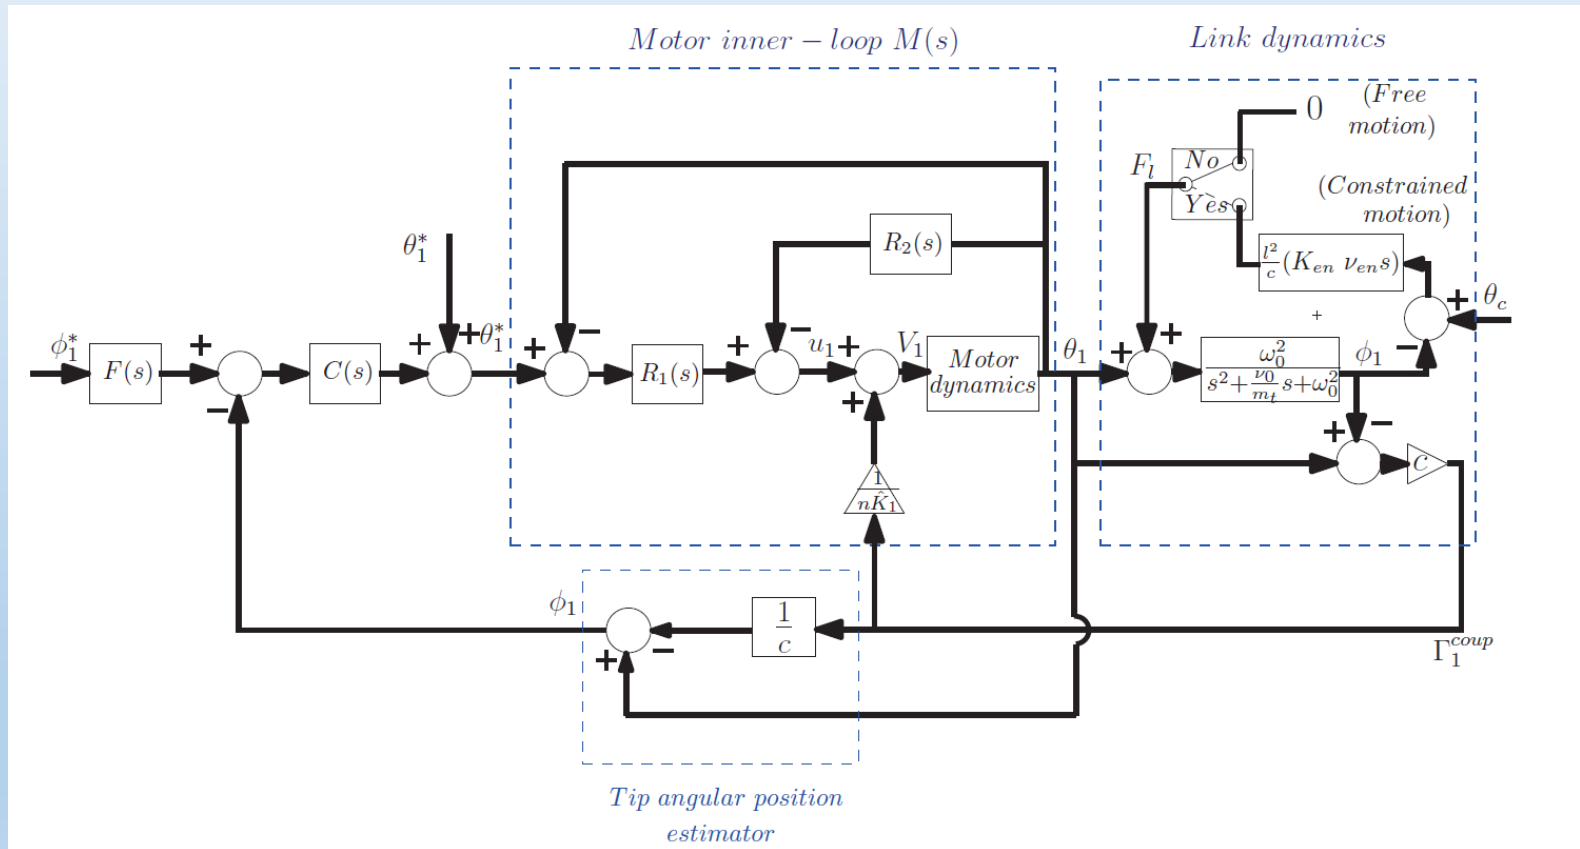 Motor inner − loop M(s)
Link dynamics
0
(Free
motion)
F_l
No
Yes
(Constrained
motion)
θ_1^*
R_2(s)
l^2/c (K_en ν_en s)
+
+
θ_c
ϕ_1^*
F(s)
+
−
C(s)
+
+
θ_1^*
+
−
R_1(s)
+
−
u_1
+
+
V_1
Motor
dynamics
θ_1
+
+
ω_0^2 / (s^2 + ν_0/m_t s + ω_0^2)
ϕ_1
−
+
−
c
1/(nK̂_1)
ϕ_1
+
−
1/c
Γ_1^coup
Tip angular position
estimator